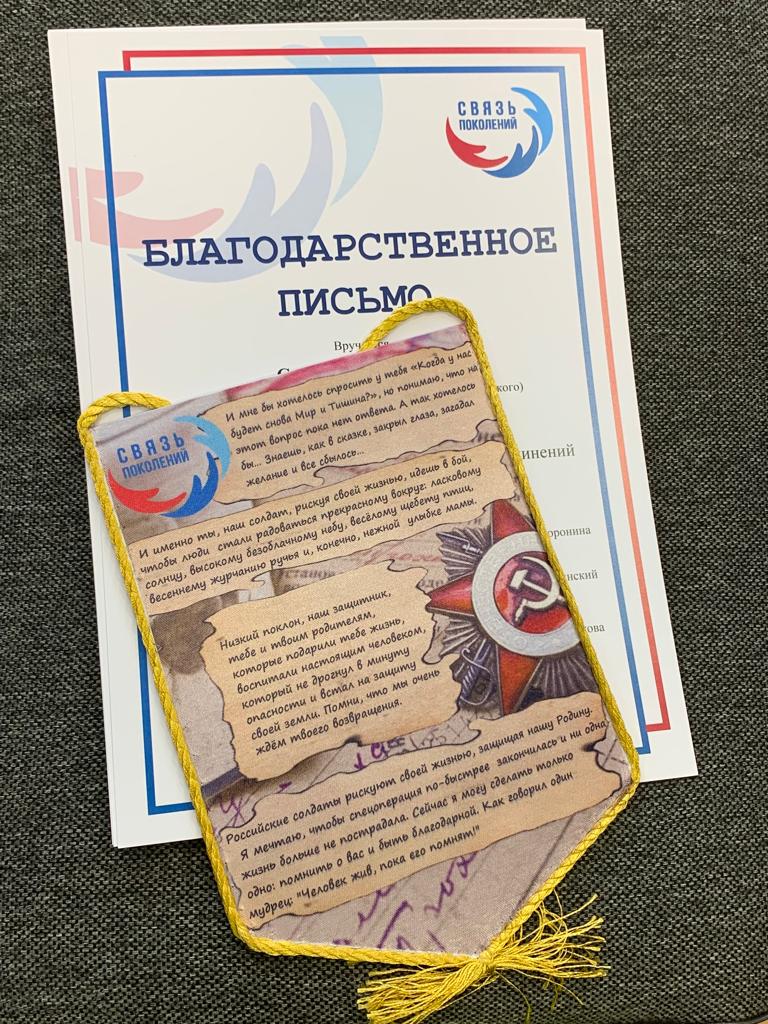 СВЯЗЬ
ПОКОЛЕНИЙ
БЛАГОДАРСТВЕННОЕ
ПИСЬМО
кого)
инений
оронина
нский
ова
СВЯЗЬ
ПОКОЛЕНИЙ
И мне бы хотелось спросить у тебя «Когда у нас
будет снова Мир и Тишина?», но понимаю, что на
этот вопрос пока нет ответа. А так хотелось
бы... Знаешь, как в сказке, закрыл глаза, загадал
желание и все сбылось...
И именно ты, наш солдат, рискуя своей жизнью, идешь в бой,
чтобы люди стали радоваться прекрасному вокруг: ласковому
солнцу, высокому безоблачному небу, весёлому щебету птиц,
весеннему журчанию ручья и, конечно, нежной улыбке мамы.
Низкий поклон, наш защитник,
тебе и твоим родителям,
которые подарили тебе жизнь,
воспитали настоящим человеком,
который не дрогнул в минуту
опасности и встал на защиту
своей земли. Помни, что мы очень
ждём твоего возвращения.
Российские солдаты рискуют своей жизнью, защищая нашу Родину.
Я мечтаю, чтобы спецоперация по-быстрее закончилась и ни одна
жизнь больше не пострадала. Сейчас я могу сделать только
одно: помнить о вас и быть благодарной. Как говорил один
мудрец: "Человек жив, пока его помнят!"